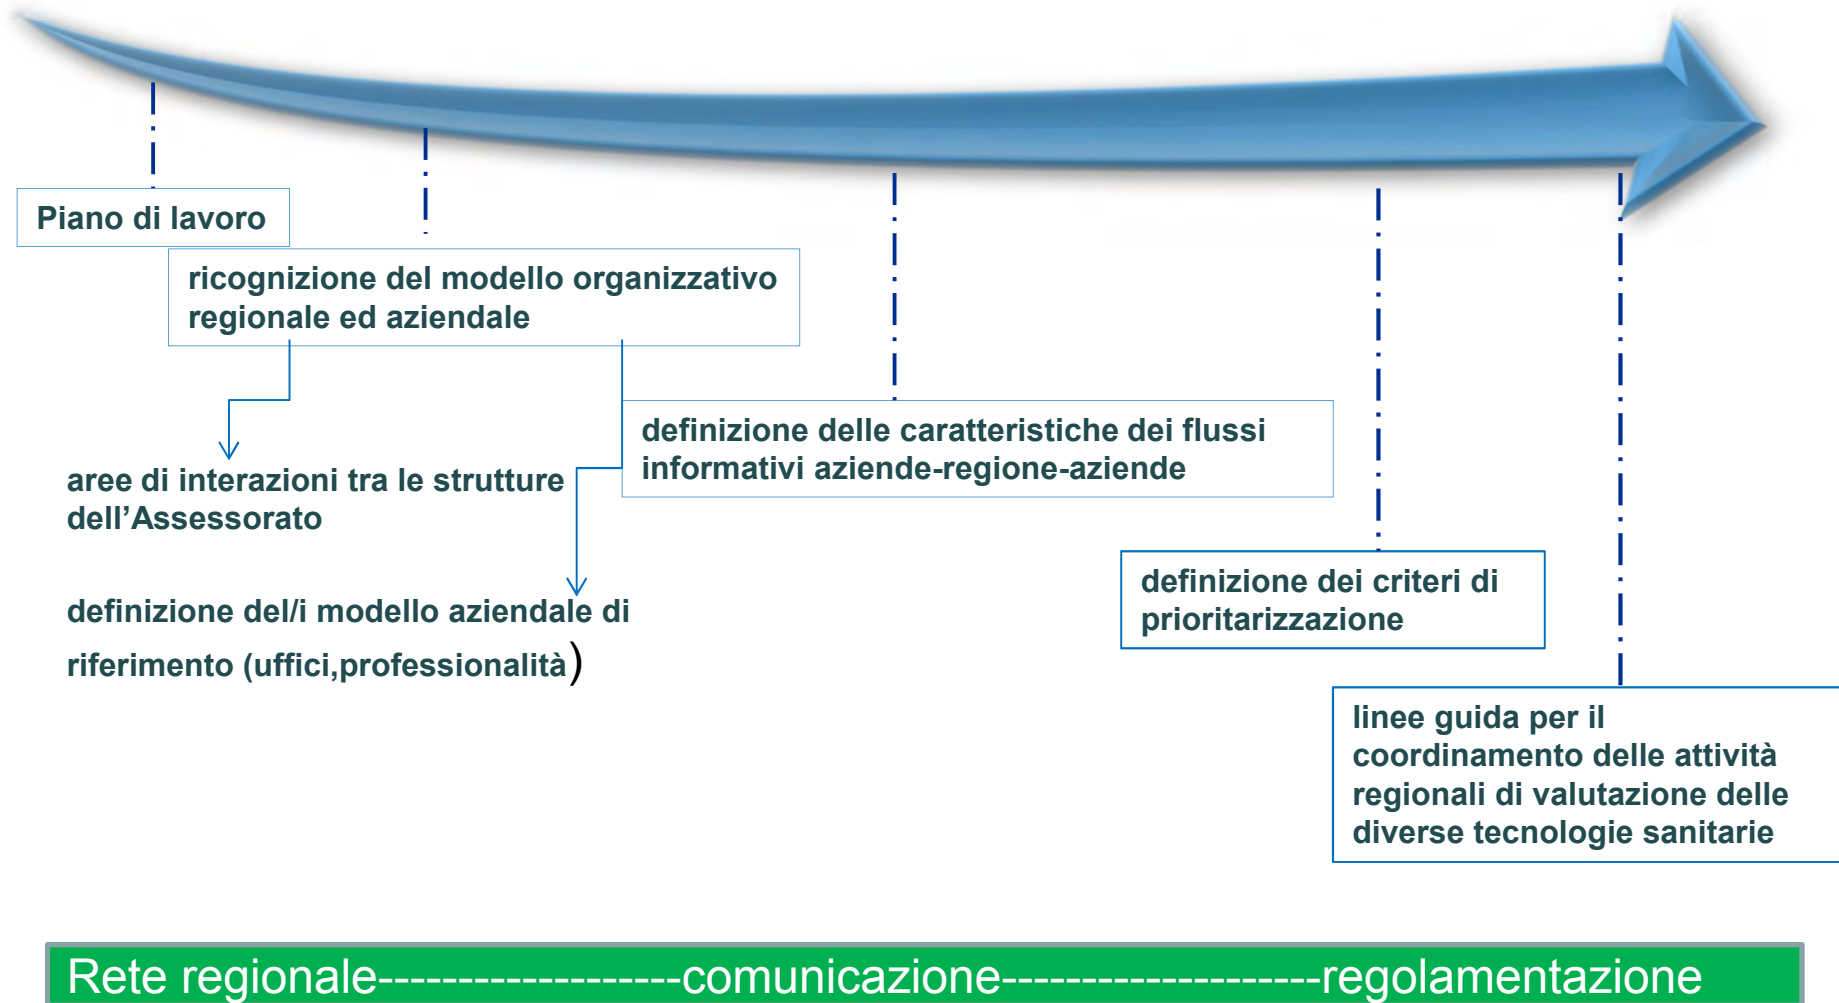 Piano di lavoro
ricognizione del modello organizzativo
regionale ed aziendale
definizione delle caratteristiche dei flussi
informativi aziende-regione-aziende
aree di interazioni tra le strutture
dell’Assessorato
definizione dei criteri di
prioritarizzazione
definizione del/i modello aziendale di
riferimento (uffici,professionalità)
linee guida per il
coordinamento delle attività
regionali di valutazione delle
diverse tecnologie sanitarie
Rete regionale-------------------comunicazione--------------------regolamentazione